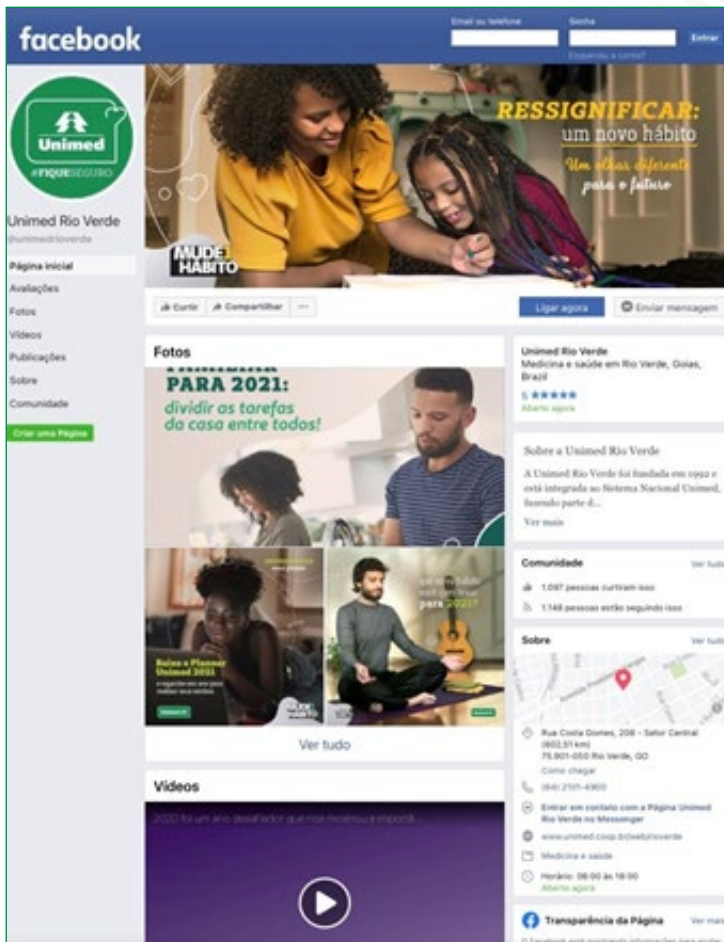 facebook
Email ou telefone
Senha
Entrar
Esqueceu a conta?
Unimed
#FIQUESEGURO
Unimed Rio Verde
@unimedrioverde
Página inicial
Avaliações
Fotos
Vídeos
Publicações
Sobre
Comunidade
Criar uma Página
RESSIGNIFICAR:
um novo hábito
Um olhar diferente
para o futuro
MUDE1
HÁBITO
Curtir
Compartilhar
Ligar agora
Enviar mensagem
Fotos
FAMILIAR
PARA 2021:
dividir as tarefas
da casa entre todos!
Baixe o Planner
Unimed 2021
MUDE1
HÁBITO
que novo hábito
para 2021?
Ver tudo
Vídeos
2020 foi um ano desafiador que nos mostrou a importâ
Unimed Rio Verde
Medicina e saúde em Rio Verde, Goias,
Brazil
5 ★★★★★
Aberto agora
Sobre a Unimed Rio Verde
A Unimed Rio Verde foi fundada em 1992 e
está integrada ao Sistema Nacional Unimed,
fazendo parte d...
Ver mais
Comunidade
Ver tudo
1.097 pessoas curtiram isso
1.148 pessoas estão seguindo isso
Sobre
Ver tudo
Rua Costa Gomes, 208 - Setor Central
(602,51 km)
75.901-050 Rio Verde, GO
Como chegar
(64) 2101-4900
Entrar em contato com a Página Unimed
Rio Verde no Messenger
Medicina e saúde
Horário: 08:00 às 18:00
Aberto agora
Transparência da Página
Ver mais